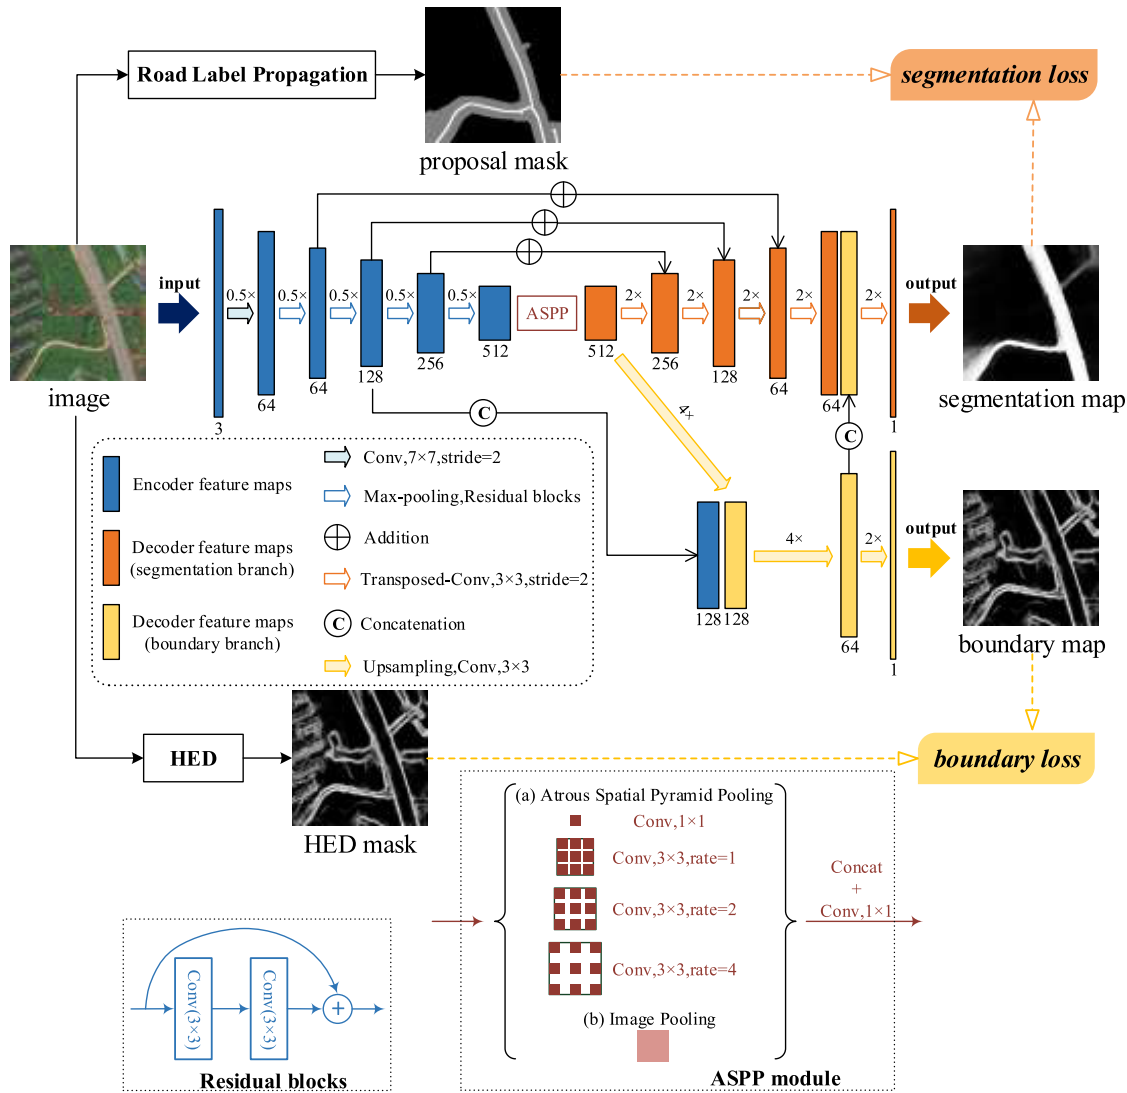 Road Label Propagation
proposal mask
segmentation loss
Addition
input
0.5×
0.5×
0.5×
0.5×
0.5×
ASPP
2×
2×
2×
2×
2×
output
3
64
64
128
256
512
512
256
128
64
64
1
image
segmentation map
C
4×
C
Encoder feature maps
Decoder feature maps
(segmentation branch)
Decoder feature maps
(boundary branch)
Conv,7×7,stride=2
Max-pooling,Residual blocks
Addition
Transposed-Conv,3×3,stride=2
C
Concatenation
Upsampling,Conv,3×3
128
128
4×
64
2×
1
output
boundary map
HED
HED mask
boundary loss
(a) Atrous Spatial Pyramid Pooling
Conv,1×1
Conv,3×3,rate=1
Conv,3×3,rate=2
Conv,3×3,rate=4
(b) Image Pooling
Concat
+
Conv,1×1
ASPP module
Conv(3×3)
Conv(3×3)
+
Residual blocks